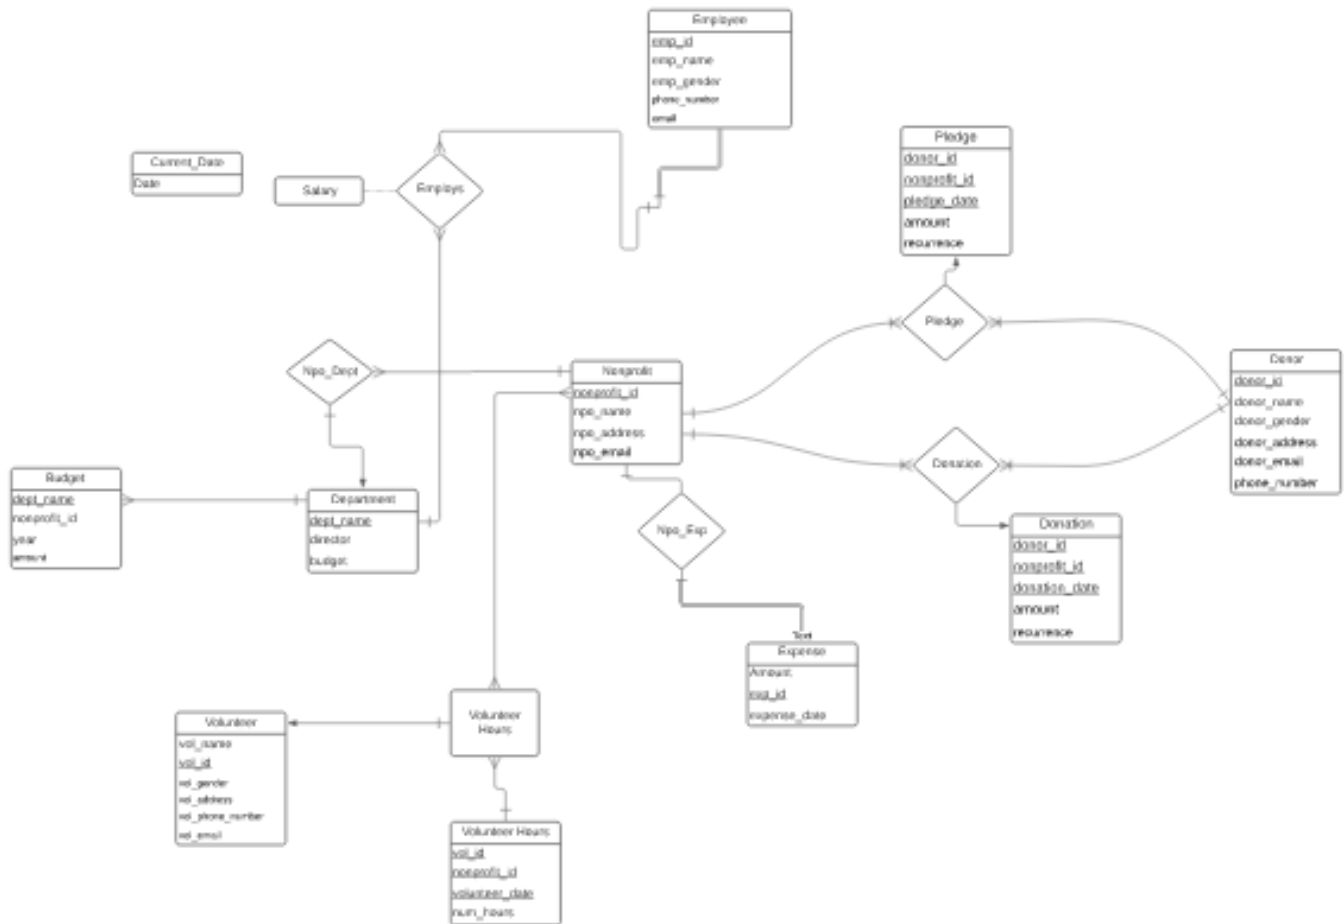 Employee
emp_id
emp_name
emp_gender
phone_number
email
Current_Date
Date
Salary
Employs
Pledge
donor_id
nonprofit_id
pledge_date
amount
recurrence
Pledge
Npo_Dept
Nonprofit
nonprofit_id
npo_name
npo_address
npo_email
Donor
donor_id
donor_name
donor_gender
donor_address
donor_email
phone_number
Donation
Budget
dept_name
nonprofit_id
year
amount
Department
dept_name
director
budget
Npo_Exp
Donation
donor_id
nonprofit_id
donation_date
amount
recurrence
Text
Expense
Amount
exp_id
expense_date
Volunteer
Hours
Volunteer
vol_name
vol_id
vol_gender
vol_address
vol_phone_number
vol_email
Volunteer Hours
vol_id
nonprofit_id
volunteer_date
num_hours